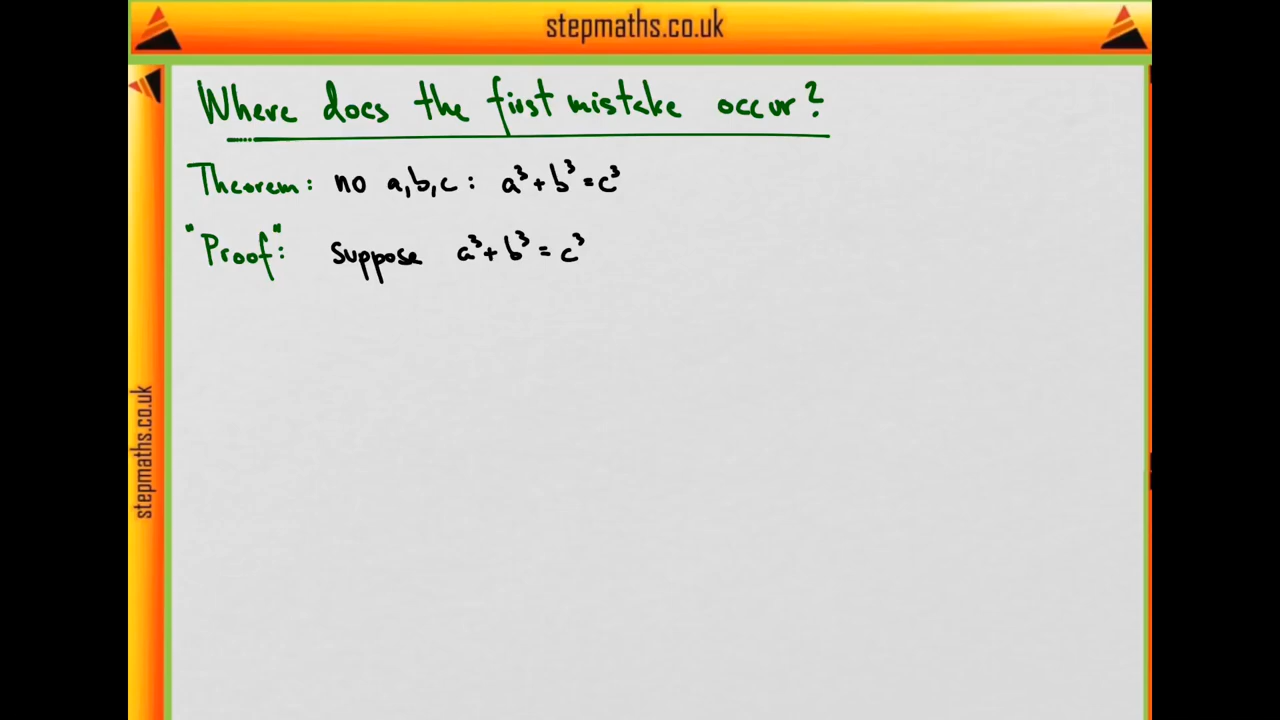 stepmaths.co.uk
Where does the first mistake occur?
Theorem: no a,b,c: a³+b³=c³
"Proof": suppose a³+b³=c³
stepmaths.co.uk